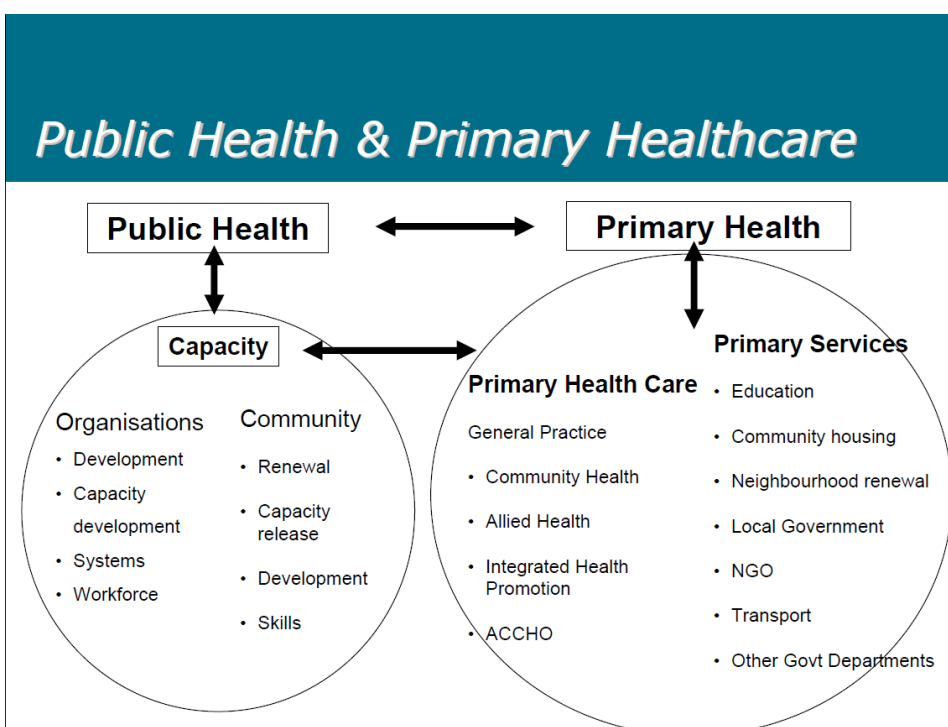 Public Health & Primary Healthcare
Public Health
Primary Health
Capacity
Organisations
• Development
• Capacity
development
• Systems
• Workforce
Community
• Renewal
• Capacity
release
• Development
• Skills
Primary Health Care
General Practice
• Community Health
• Allied Health
• Integrated Health
Promotion
• ACCHO
Primary Services
• Education
• Community housing
• Neighbourhood renewal
• Local Government
• NGO
• Transport
• Other Govt Departments